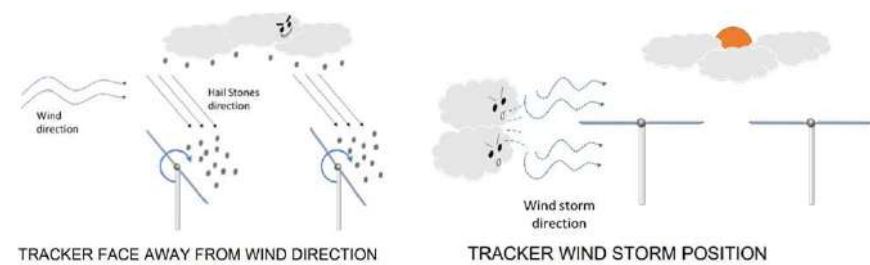 Wind
direction
Hail Stones
direction
TRACKER FACE AWAY FROM WIND DIRECTION
Wind storm
direction
TRACKER WIND STORM POSITION